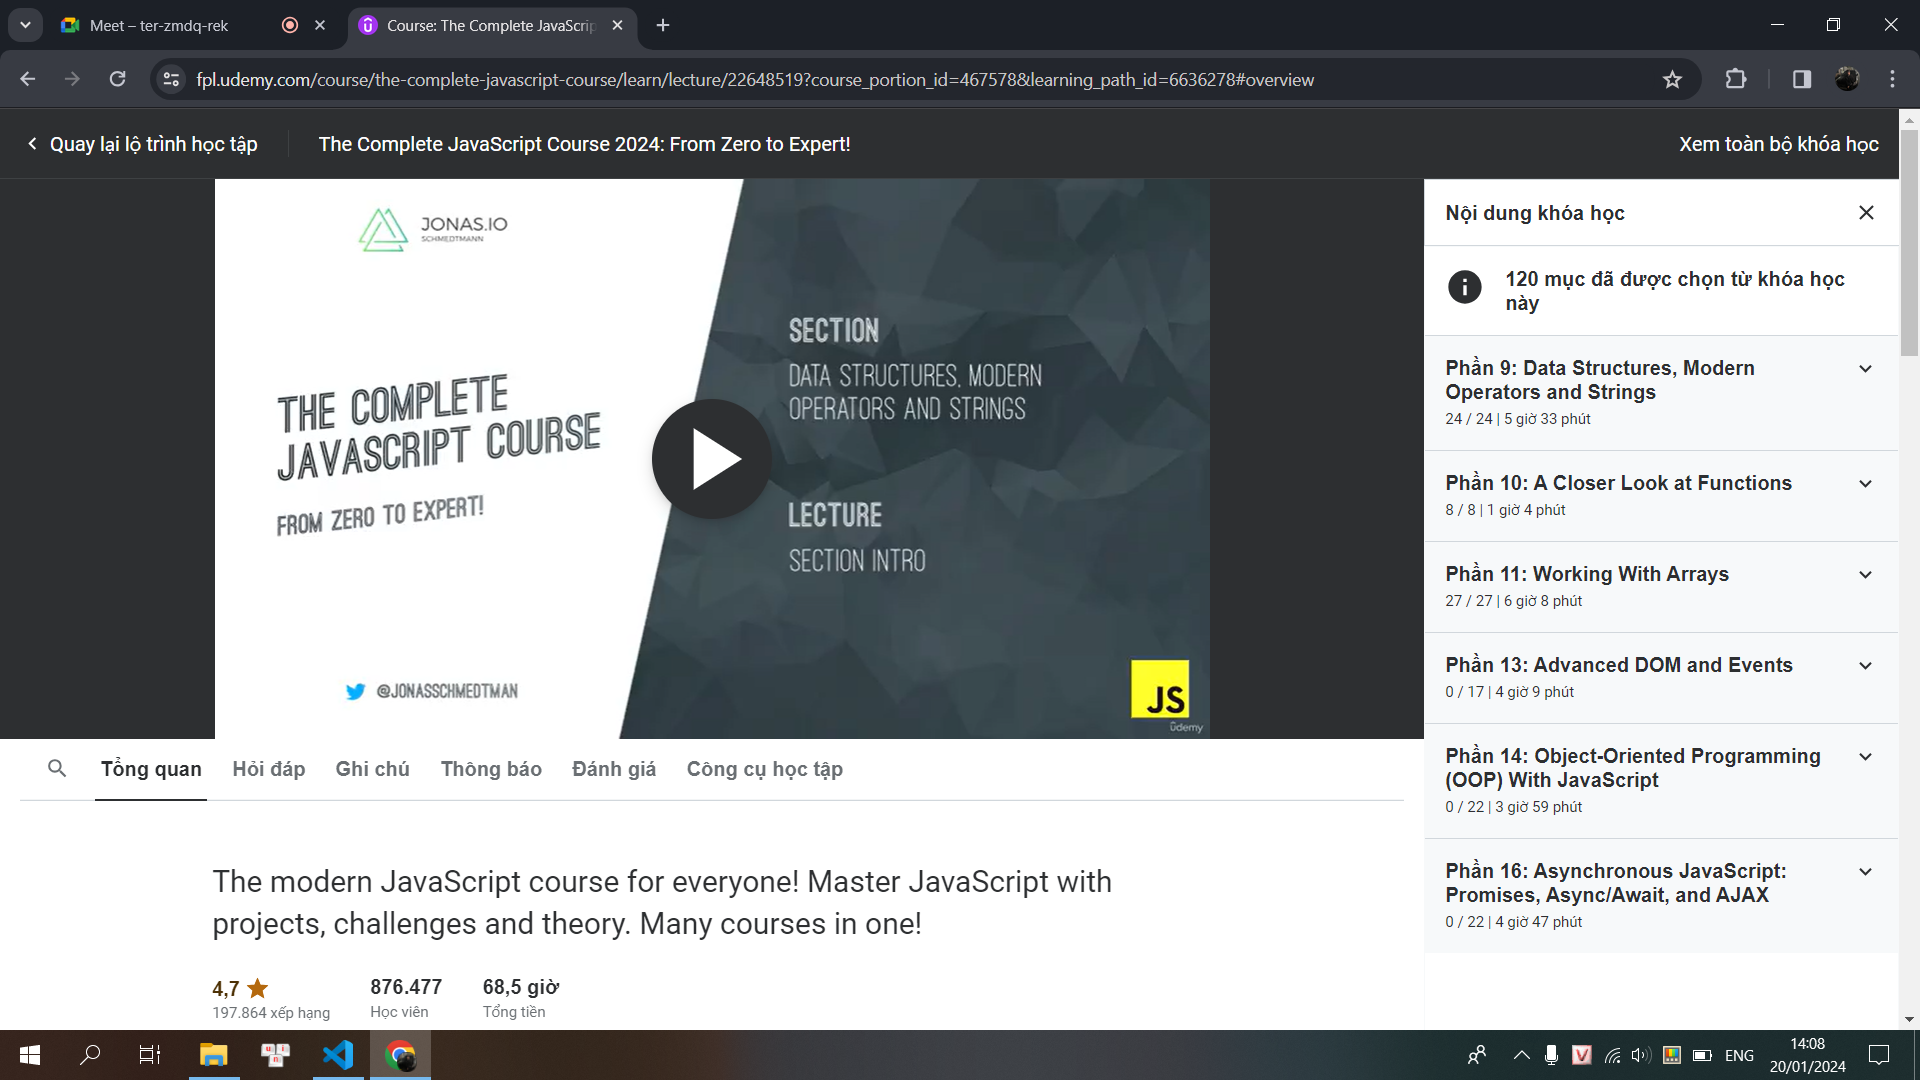 Meet – ter-zmdq-rek
Course: The Complete JavaScrip
fpl.udemy.com/course/the-complete-javascript-course/learn/lecture/22648519?course_portion_id=467578&learning_path_id=6636278#overview
Quay lại lộ trình học tập
The Complete JavaScript Course 2024: From Zero to Expert!
Xem toàn bộ khóa học
JONAS.IO
SCHMEDTMANN
THE COMPLETE
JAVASCRIPT COURSE
FROM ZERO TO EXPERT!
@JONASSCHMEDTMAN
SECTION
DATA STRUCTURES, MODERN
OPERATORS AND STRINGS
LECTURE
SECTION INTRO
JS
ûdemy
Nội dung khóa học
120 mục đã được chọn từ khóa học
này
Phần 9: Data Structures, Modern
Operators and Strings
24 / 24 | 5 giờ 33 phút
Phần 10: A Closer Look at Functions
8 / 8 | 1 giờ 4 phút
Phần 11: Working With Arrays
27 / 27 | 6 giờ 8 phút
Phần 13: Advanced DOM and Events
0 / 17 | 4 giờ 9 phút
Phần 14: Object-Oriented Programming
(OOP) With JavaScript
0 / 22 | 3 giờ 59 phút
Phần 16: Asynchronous JavaScript:
Promises, Async/Await, and AJAX
0 / 22 | 4 giờ 47 phút
Tổng quan
Hỏi đáp
Ghi chú
Thông báo
Đánh giá
Công cụ học tập
The modern JavaScript course for everyone! Master JavaScript with
projects, challenges and theory. Many courses in one!
4,7
197.864 xếp hạng
876.477
Học viên
68,5 giờ
Tổng tiền
ENG
14:08
20/01/2024